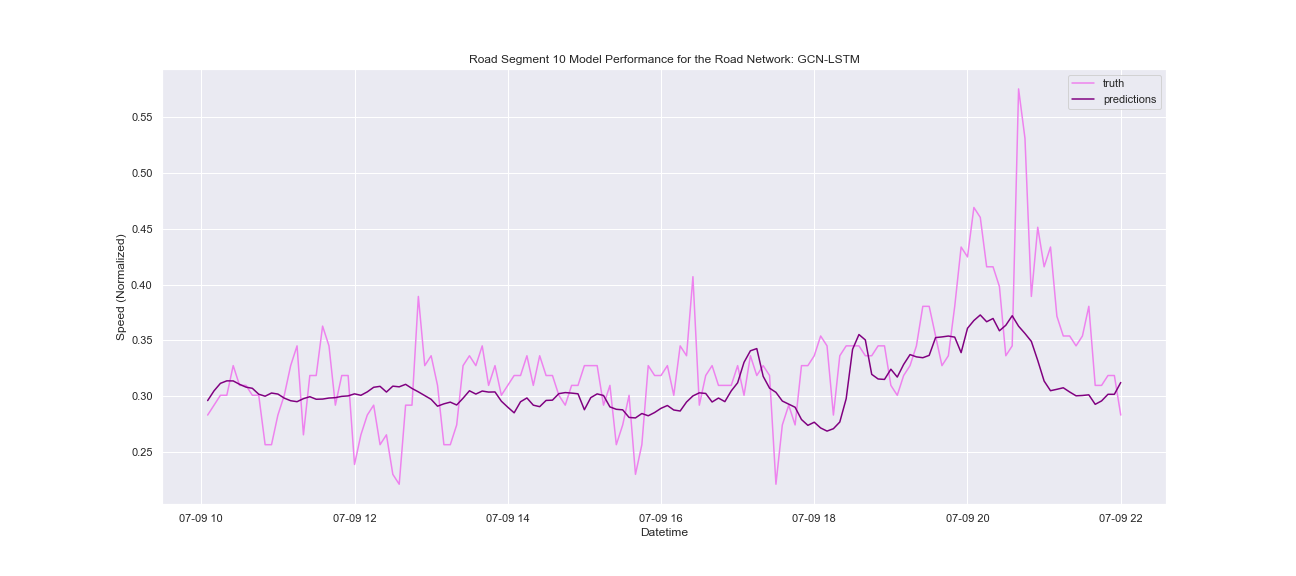 Road Segment 10 Model Performance for the Road Network: GCN-LSTM
truth
predictions
0.55
0.50
0.45
0.40
0.35
0.30
0.25
Speed (Normalized)
07-09 10
07-09 12
07-09 14
07-09 16
07-09 18
07-09 20
07-09 22
Datetime